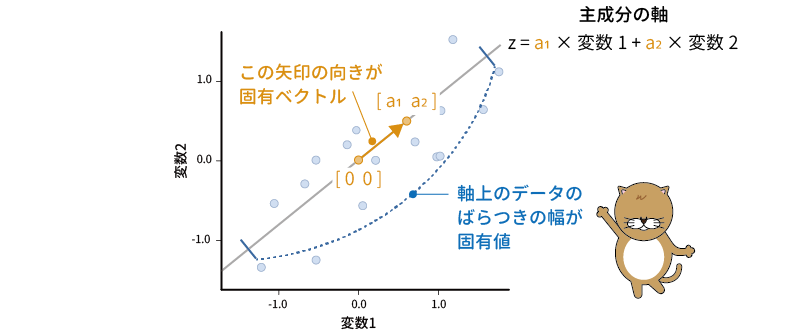 主成分の軸
z = a1 × 変数 1 + a2 × 変数 2
この矢印の向きが
固有ベクトル
[ a1 a2 ]
1.0
変数2
0.0
[ 0 0 ]
軸上のデータの
ばらつきの幅が
固有値
-1.0
-1.0
0.0
1.0
変数1